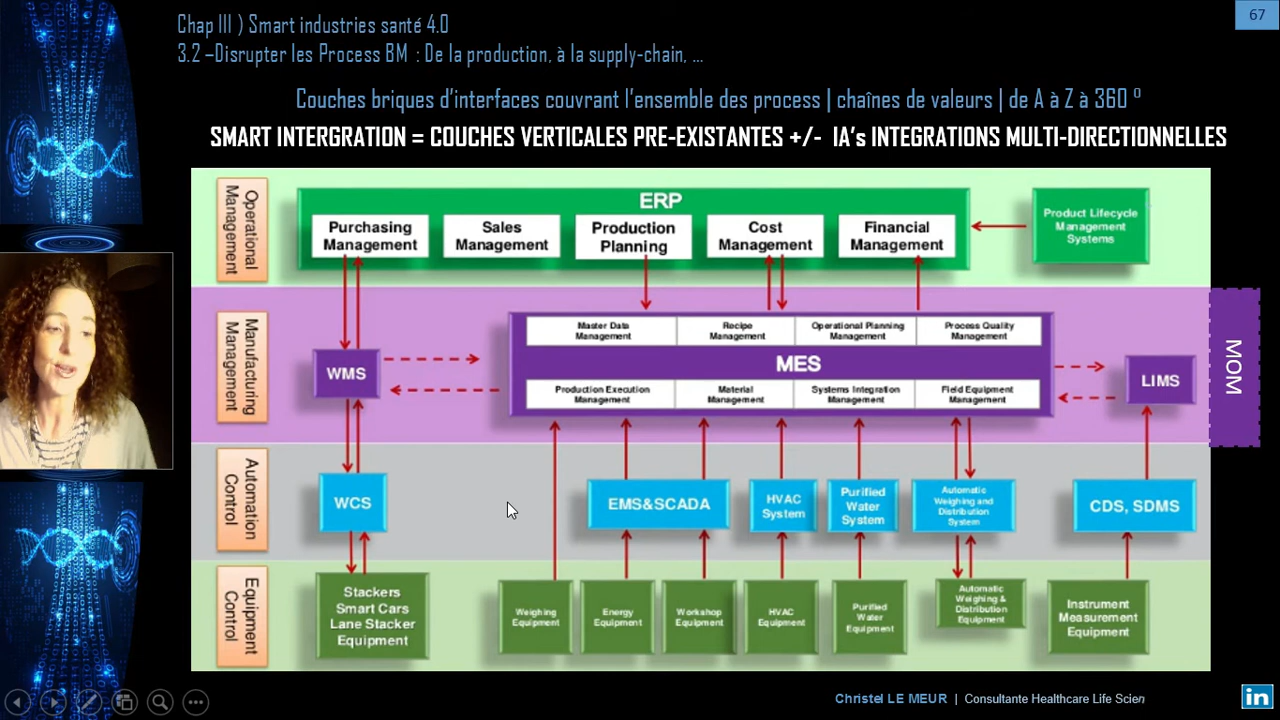 67
Chap III ) Smart industries santé 4.0
3.2 –Disrupter les Process BM : De la production, à la supply-chain, ...
Couches briques d'interfaces couvrant l'ensemble des process | chaînes de valeurs | de A à Z à 360 °
SMART INTERGRATION = COUCHES VERTICALES PRE-EXISTANTES +/- IA's INTEGRATIONS MULTI-DIRECTIONNELLES
Operational
Management
ERP
Purchasing
Management
Sales
Management
Production
Planning
Cost
Management
Financial
Management
Product Lifecycle
Management
Systems
Manufacturing
Management
WMS
Master Data
Management
Recipe
Management
Operational Planning
Management
Process Quality
Management
MES
Production Execution
Management
Material
Management
Systems Integration
Management
Field Equipment
Management
LIMS
MOM
Automation
Control
WCS
EMS&SCADA
HVAC
System
Purified
Water
System
Automatic
Weighing and
Distribution
System
CDS, SDMS
Equipment
Control
Stackers
Smart Cars
Lane Stacker
Equipment
Weighing
Equipment
Energy
Equipment
Workshop
Equipment
HVAC
Equipment
Purified
Water
Equipment
Automatic
Weighing &
Distribution
Equipment
Instrument
Measurement
Equipment
Christel LE MEUR | Consultante Healthcare Life Scien
in